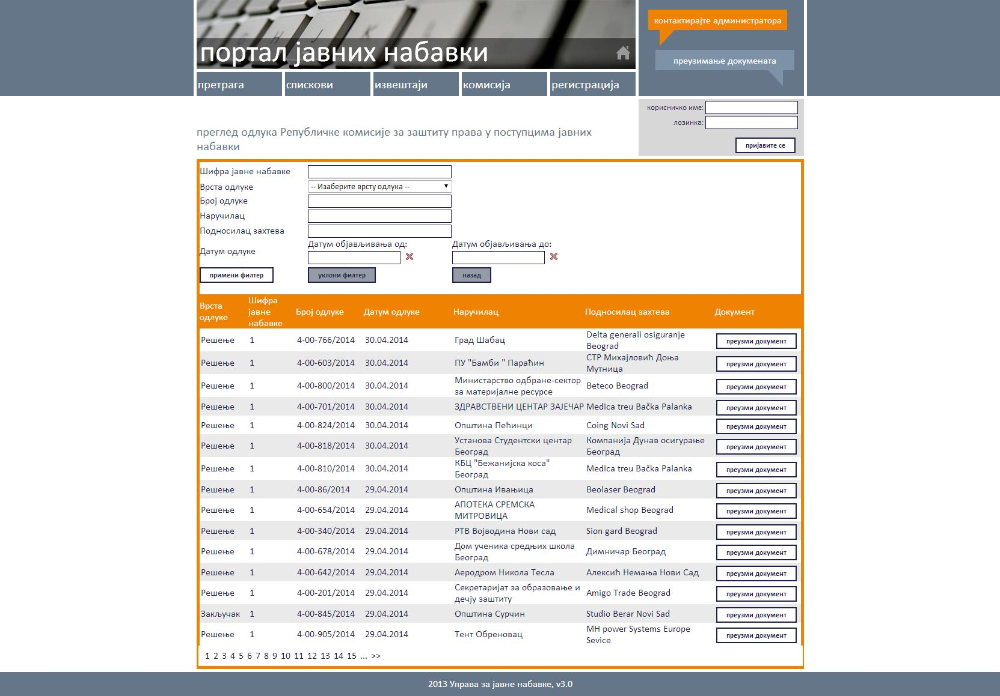 портал јавних набавки
контактирајте администратора
преузимање докумената
претрага
спискови
извештаји
комисија
регистрација
корисничко име:
лозинка:
пријавите се
преглед одлука Републичке комисије за заштиту права у поступцима јавних
набавки
Шифра јавне набавке
Врста одлуке
-- Изаберите врсту одлука --
Број одлуке
Наручилац
Подносилац захтева
Датум одлуке
Датум објављивања од:
Датум објављивања до:
примени филтер
уклони филтер
назад
Врста
одлуке
Шифра
јавне
набавке
Број одлуке
Датум одлуке
Наручилац
Подносилац захтева
Документ
Решење 1 4-00-766/2014 30.04.2014 Град Шабац
Delta generali osiguranje
Beograd
преузми документ
Решење 1 4-00-603/2014 30.04.2014 ПУ "Бамби " Параћин
СТР Михајловић Доња
Мутница
преузми документ
Решење 1 4-00-800/2014 30.04.2014
Министарство одбране-сектор
за материјалне ресурсе
Beteco Beograd
преузми документ
Решење 1 4-00-701/2014 30.04.2014 ЗДРАВСТВЕНИ ЦЕНТАР ЗАЈЕЧАР Medica treu Bačka Palanka преузми документ
Решење 1 4-00-824/2014 30.04.2014 Општина Пећинци Coing Novi Sad преузми документ
Решење 1 4-00-818/2014 30.04.2014
Установа Студентски центар
Београд
Компанија Дунав осигурање
Београд
преузми документ
Решење 1 4-00-810/2014 30.04.2014
КБЦ "Бежанијска коса"
Београд
Medica treu Bačka Palanka
преузми документ
Решење 1 4-00-86/2014 29.04.2014 Општина Ивањица Beolaser Beograd преузми документ
Решење 1 4-00-654/2014 29.04.2014
АПОТЕКА СРЕМСКА
МИТРОВИЦА
Medical shop Beograd
преузми документ
Решење 1 4-00-340/2014 29.04.2014 РТВ Војводина Нови сад Sion gard Beograd преузми документ
Решење 1 4-00-678/2014 29.04.2014
Дом ученика средњих школа
Београд
Димничар Београд
преузми документ
Решење 1 4-00-642/2014 29.04.2014 Аеродром Никола Тесла Алексић Немања Нови Сад преузми документ
Решење 1 4-00-201/2014 29.04.2014
Секретаријат за образовање и
дечју заштиту
Amigo Trade Beograd
преузми документ
Закључак 1 4-00-845/2014 29.04.2014 Општина Сурчин Studio Berar Novi Sad преузми документ
Решење 1 4-00-905/2014 29.04.2014 Тент Обреновац
MH power Systems Europe
Sevice
преузми документ
1 2 3 4 5 6 7 8 9 10 11 12 13 14 15 ... >>
2013 Управа за јавне набавке, v3.0